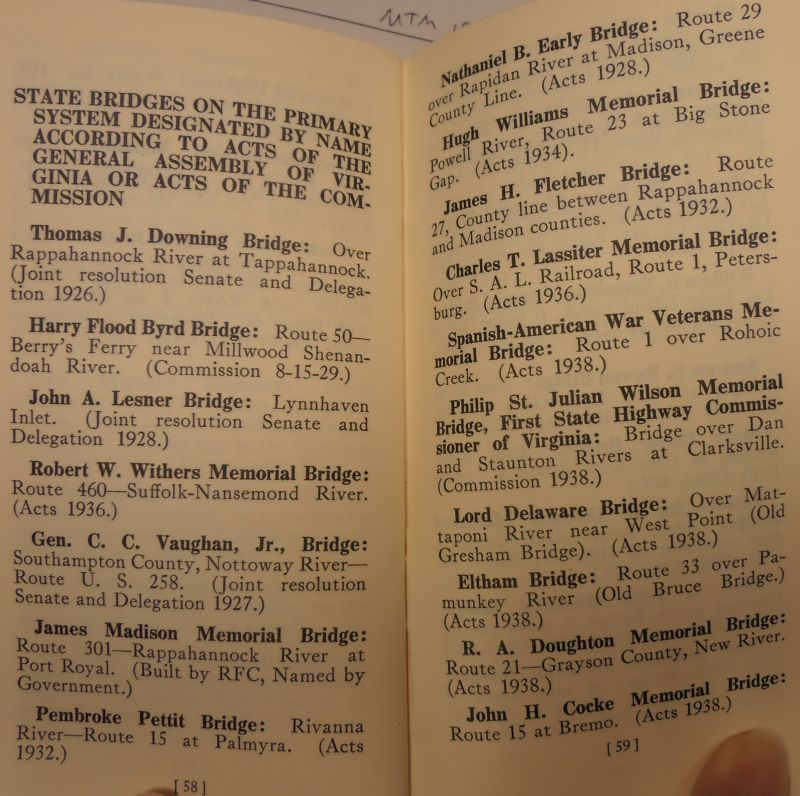 MTM
STATE BRIDGES ON THE PRIMARY
SYSTEM DESIGNATED BY NAME
ACCORDING TO ACTS OF THE
GENERAL ASSEMBLY OF VIR-
GINIA OR ACTS OF THE COM-
MISSION
Thomas J. Downing Bridge: Over
Rappahannock River at Tappahannock.
(Joint resolution Senate and Delega-
tion 1926.)
Harry Flood Byrd Bridge: Route 50—
Berry's Ferry near Millwood Shenan-
doah River. (Commission 8-15-29.)
John A. Lesner Bridge: Lynnhaven
Inlet. (Joint resolution Senate and
Delegation 1928.)
Robert W. Withers Memorial Bridge:
Route 460—Suffolk-Nansemond River.
(Acts 1936.)
Gen. C. C. Vaughan, Jr., Bridge:
Southampton County, Nottoway River—
Route U. S. 258. (Joint resolution
Senate and Delegation 1927.)
James Madison Memorial Bridge:
Route 301—Rappahannock River at
Port Royal. (Built by RFC, Named by
Government.)
Pembroke Pettit Bridge: Rivanna
River—Route 15 at Palmyra. (Acts
1932.)
[ 58 ]
Nathaniel B. Early Bridge: Route 29
over Rapidan River at Madison, Greene
County Line. (Acts 1928.)
Hugh Williams Memorial Bridge:
Powell River, Route 23 at Big Stone
Gap. (Acts 1934).
James H. Fletcher Bridge: Route
27, County line between Rappahannock
and Madison counties. (Acts 1932.)
Charles T. Lassiter Memorial Bridge:
Over S. A. L. Railroad, Route 1, Peters-
burg. (Acts 1936.)
Spanish-American War Veterans Me-
morial Bridge: Route 1 over Rohoic
Creek. (Acts 1938.)
Philip St. Julian Wilson Memorial
Bridge, First State Highway Commis-
sioner of Virginia: Bridge over Dan
and Staunton Rivers at Clarksville.
(Commission 1938.)
Lord Delaware Bridge: Over Mat-
taponi River near West Point (Old
Gresham Bridge). (Acts 1938.)
Eltham Bridge: Route 33 over Pa-
munkey River (Old Bruce Bridge.)
(Acts 1938.)
R. A. Doughton Memorial Bridge:
Route 21—Grayson County, New River.
(Acts 1938.)
John H. Cocke Memorial Bridge:
Route 15 at Bremo. (Acts 1938.)
[ 59 ]